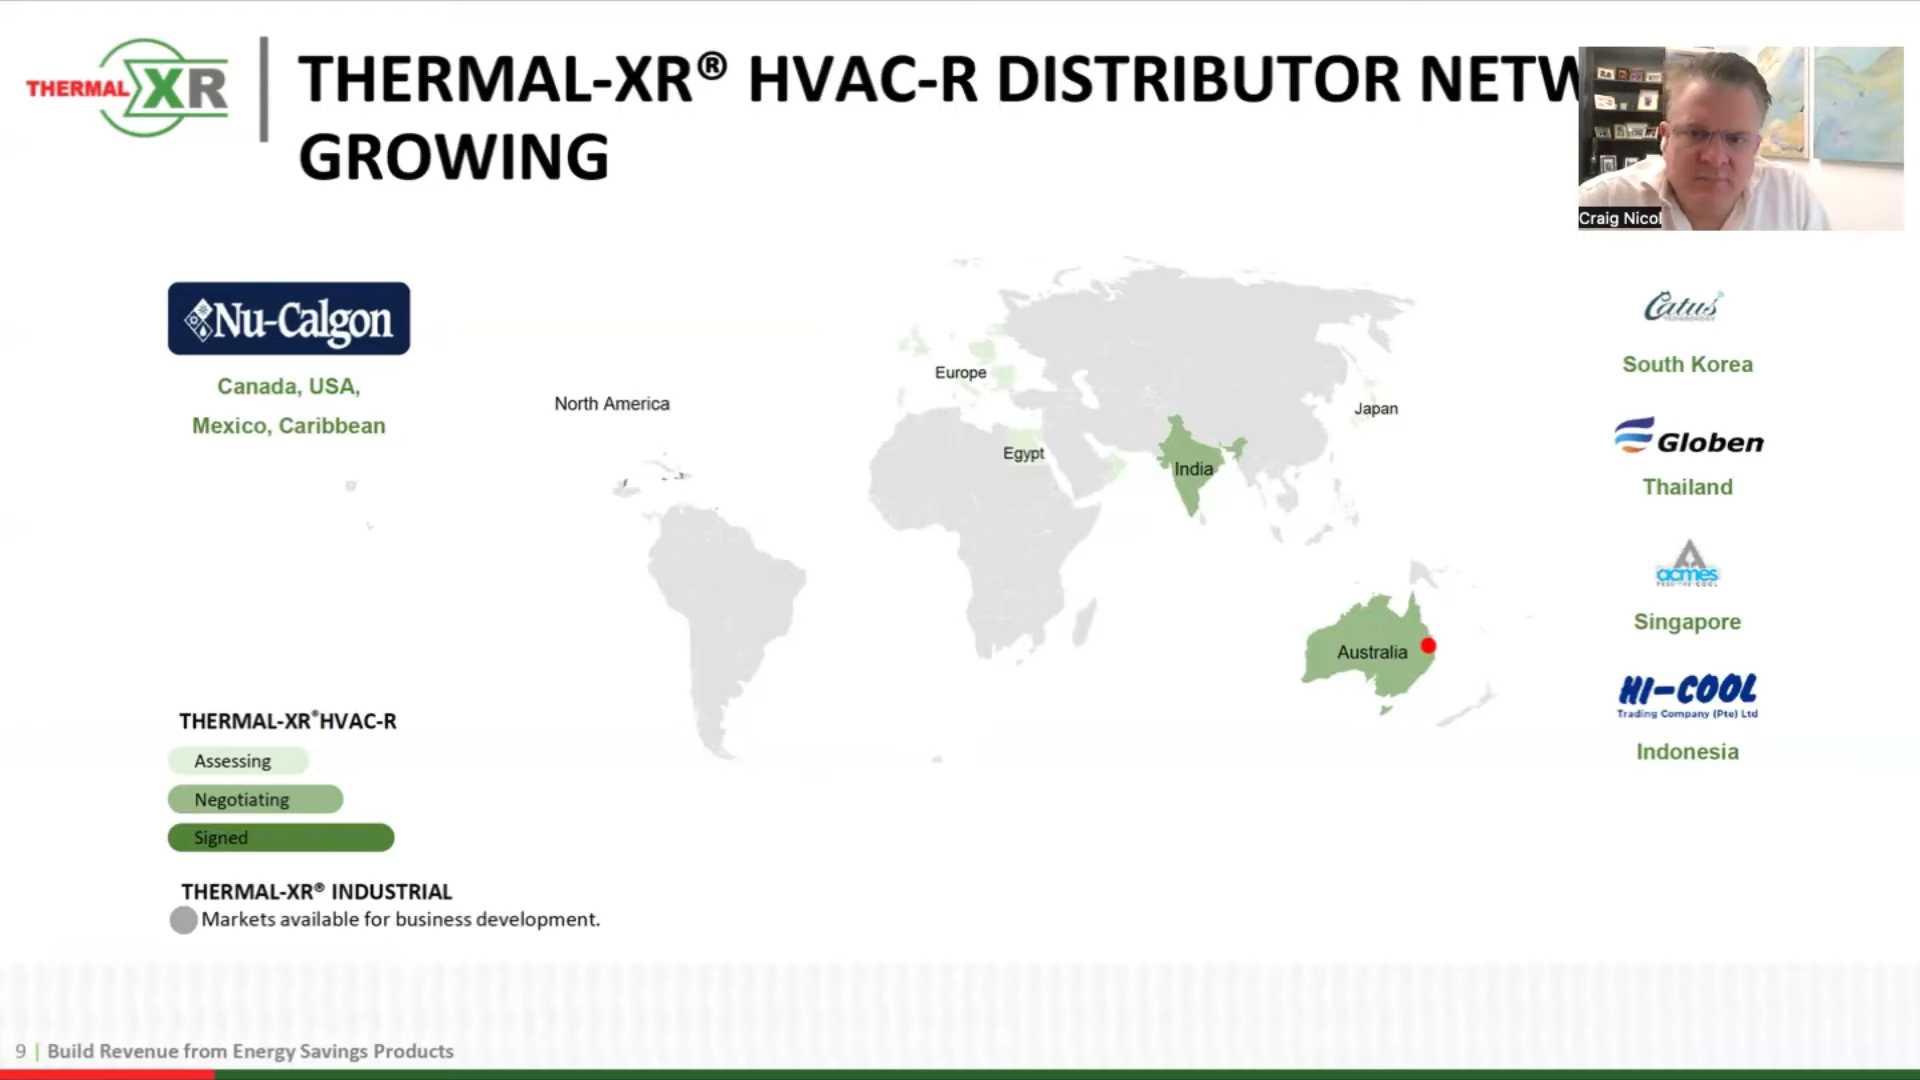 THERMAL XR
THERMAL-XR® HVAC-R DISTRIBUTOR NETW
GROWING
Craig Nicol
Nu-Calgon
Canada, USA,
Mexico, Caribbean
North America
Europe
Egypt
India
Japan
Australia
Catus
South Korea
Globen
Thailand
acmes
Singapore
HI-COOL
Trading Company (Pte) Ltd
Indonesia
THERMAL-XR®HVAC-R
Assessing
Negotiating
Signed
THERMAL-XR® INDUSTRIAL
Markets available for business development.
9 | Build Revenue from Energy Savings Products